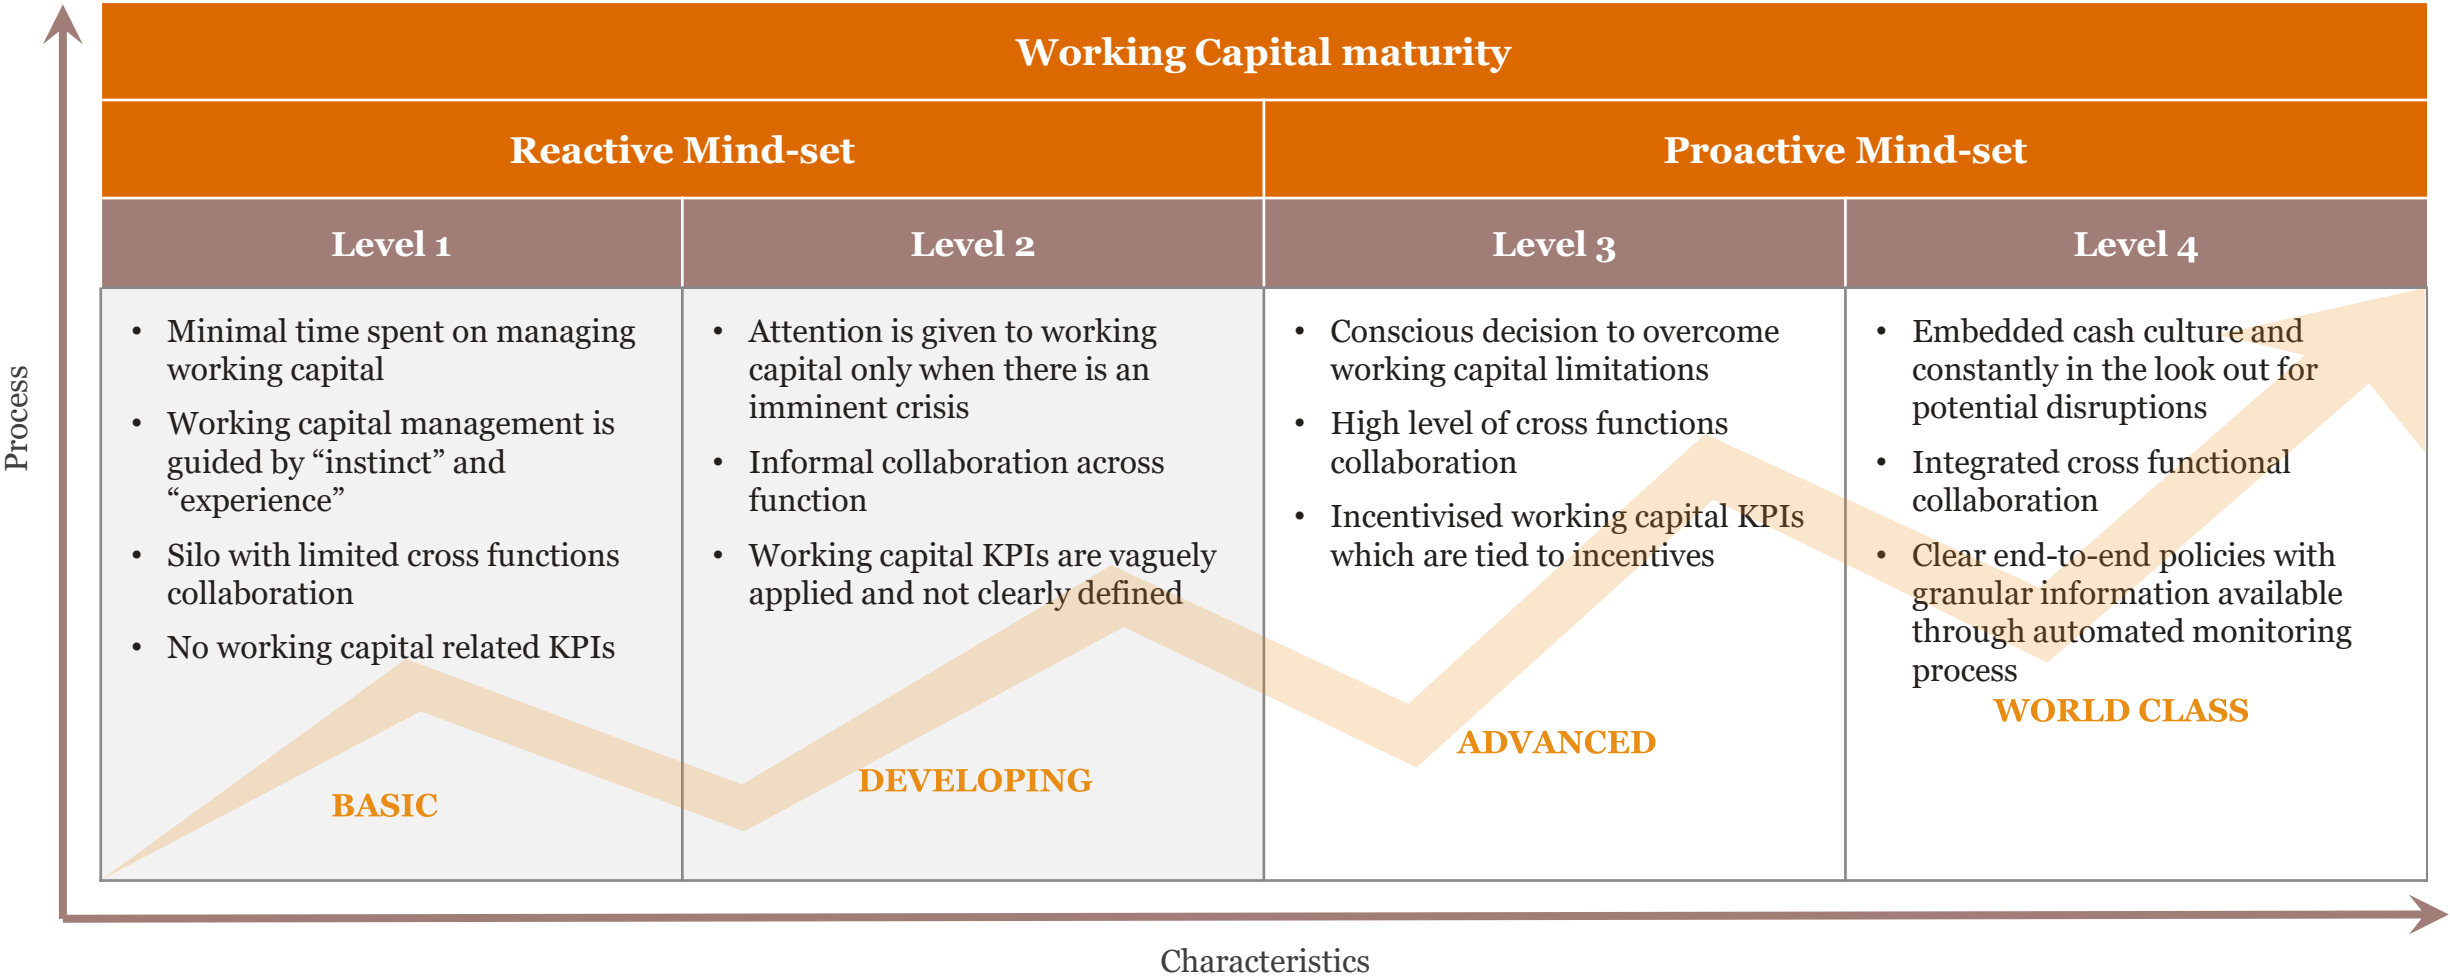 Working Capital maturity
Reactive Mind-set
Proactive Mind-set
Level 1
Level 2
Level 3
Level 4
• Minimal time spent on managing
working capital
• Working capital management is
guided by “instinct” and
“experience”
• Silo with limited cross functions
collaboration
• No working capital related KPIs
BASIC
• Attention is given to working
capital only when there is an
imminent crisis
• Informal collaboration across
function
• Working capital KPIs are vaguely
applied and not clearly defined
DEVELOPING
• Conscious decision to overcome
working capital limitations
• High level of cross functions
collaboration
• Incentivised working capital KPIs
which are tied to incentives
ADVANCED
• Embedded cash culture and
constantly in the look out for
potential disruptions
• Integrated cross functional
collaboration
• Clear end-to-end policies with
granular information available
through automated monitoring
process
WORLD CLASS
Process
Characteristics